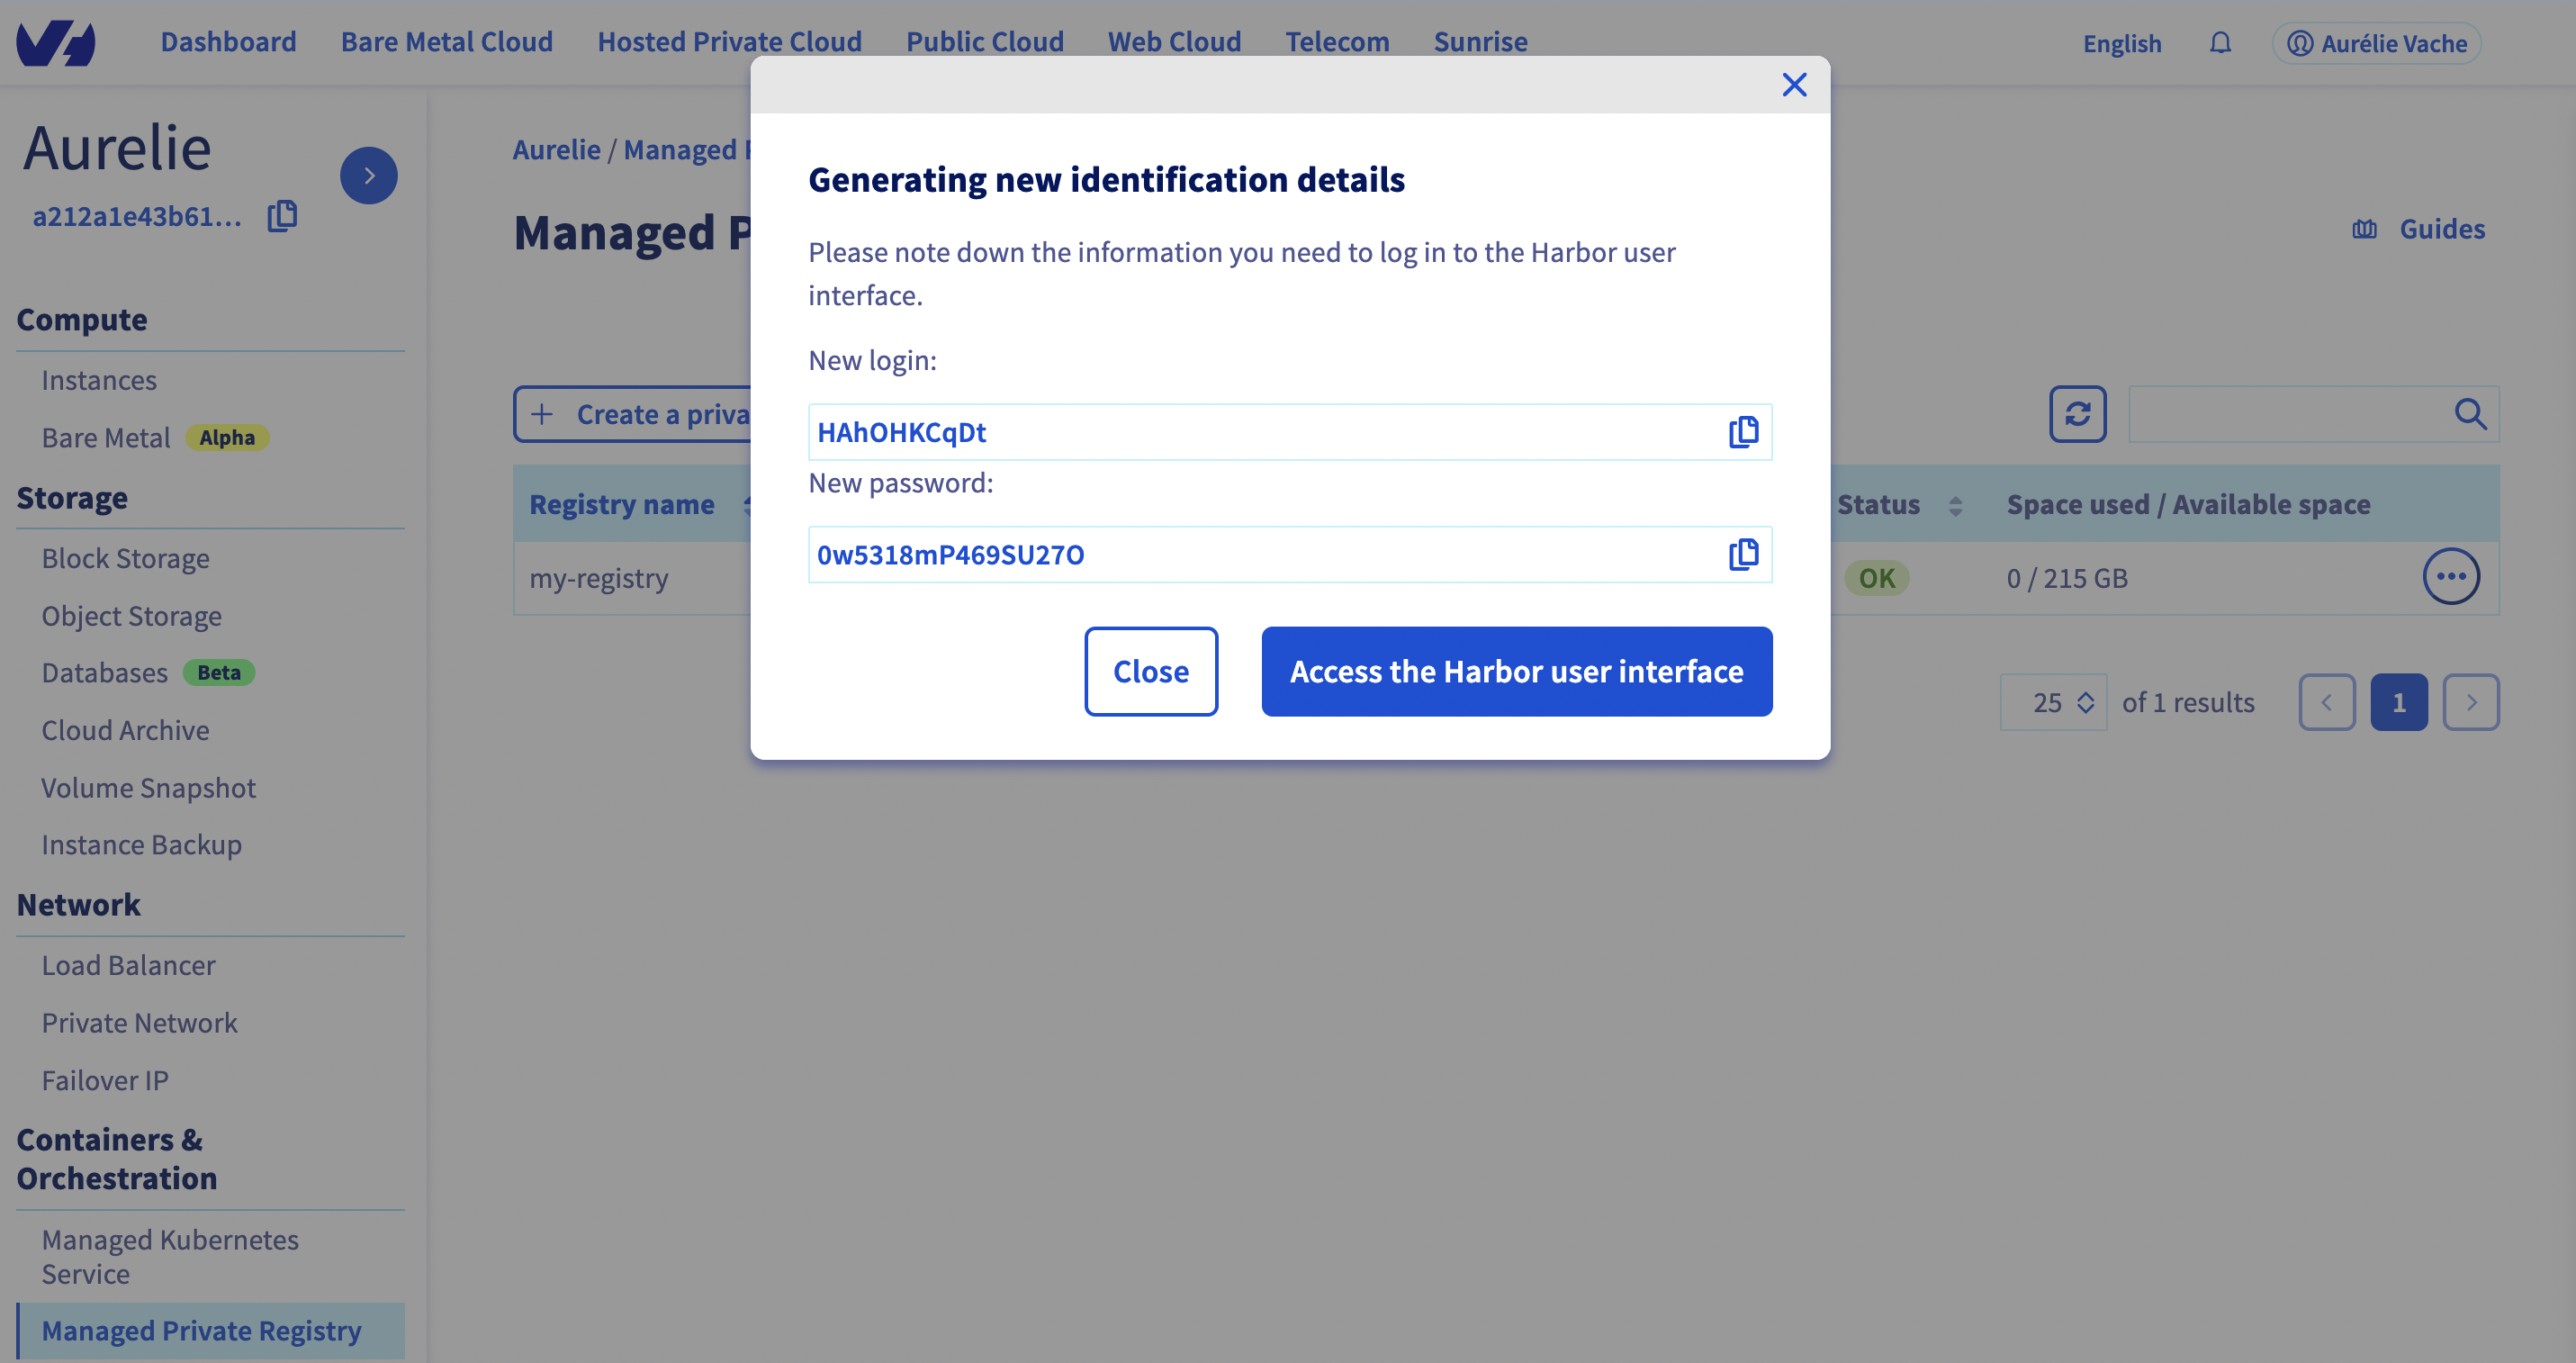 Dashboard Bare Metal Cloud Hosted Private Cloud Public Cloud Web Cloud Telecom Sunrise English Aurélie Vache
Aurelie
a212a1e43b61...
Compute
Instances
Bare Metal Alpha
Storage
Block Storage
Object Storage
Databases Beta
Cloud Archive
Volume Snapshot
Instance Backup
Network
Load Balancer
Private Network
Failover IP
Containers &
Orchestration
Managed Kubernetes
Service
Managed Private Registry
Aurelie / Managed
Managed P
Guides
+ Create a priva
Registry name Status Space used / Available space
my-registry OK 0 / 215 GB
25 of 1 results 1
Generating new identification details
Please note down the information you need to log in to the Harbor user
interface.
New login:
HAhOHKCqDt
New password:
0w5318mP469SU27O
Close Access the Harbor user interface